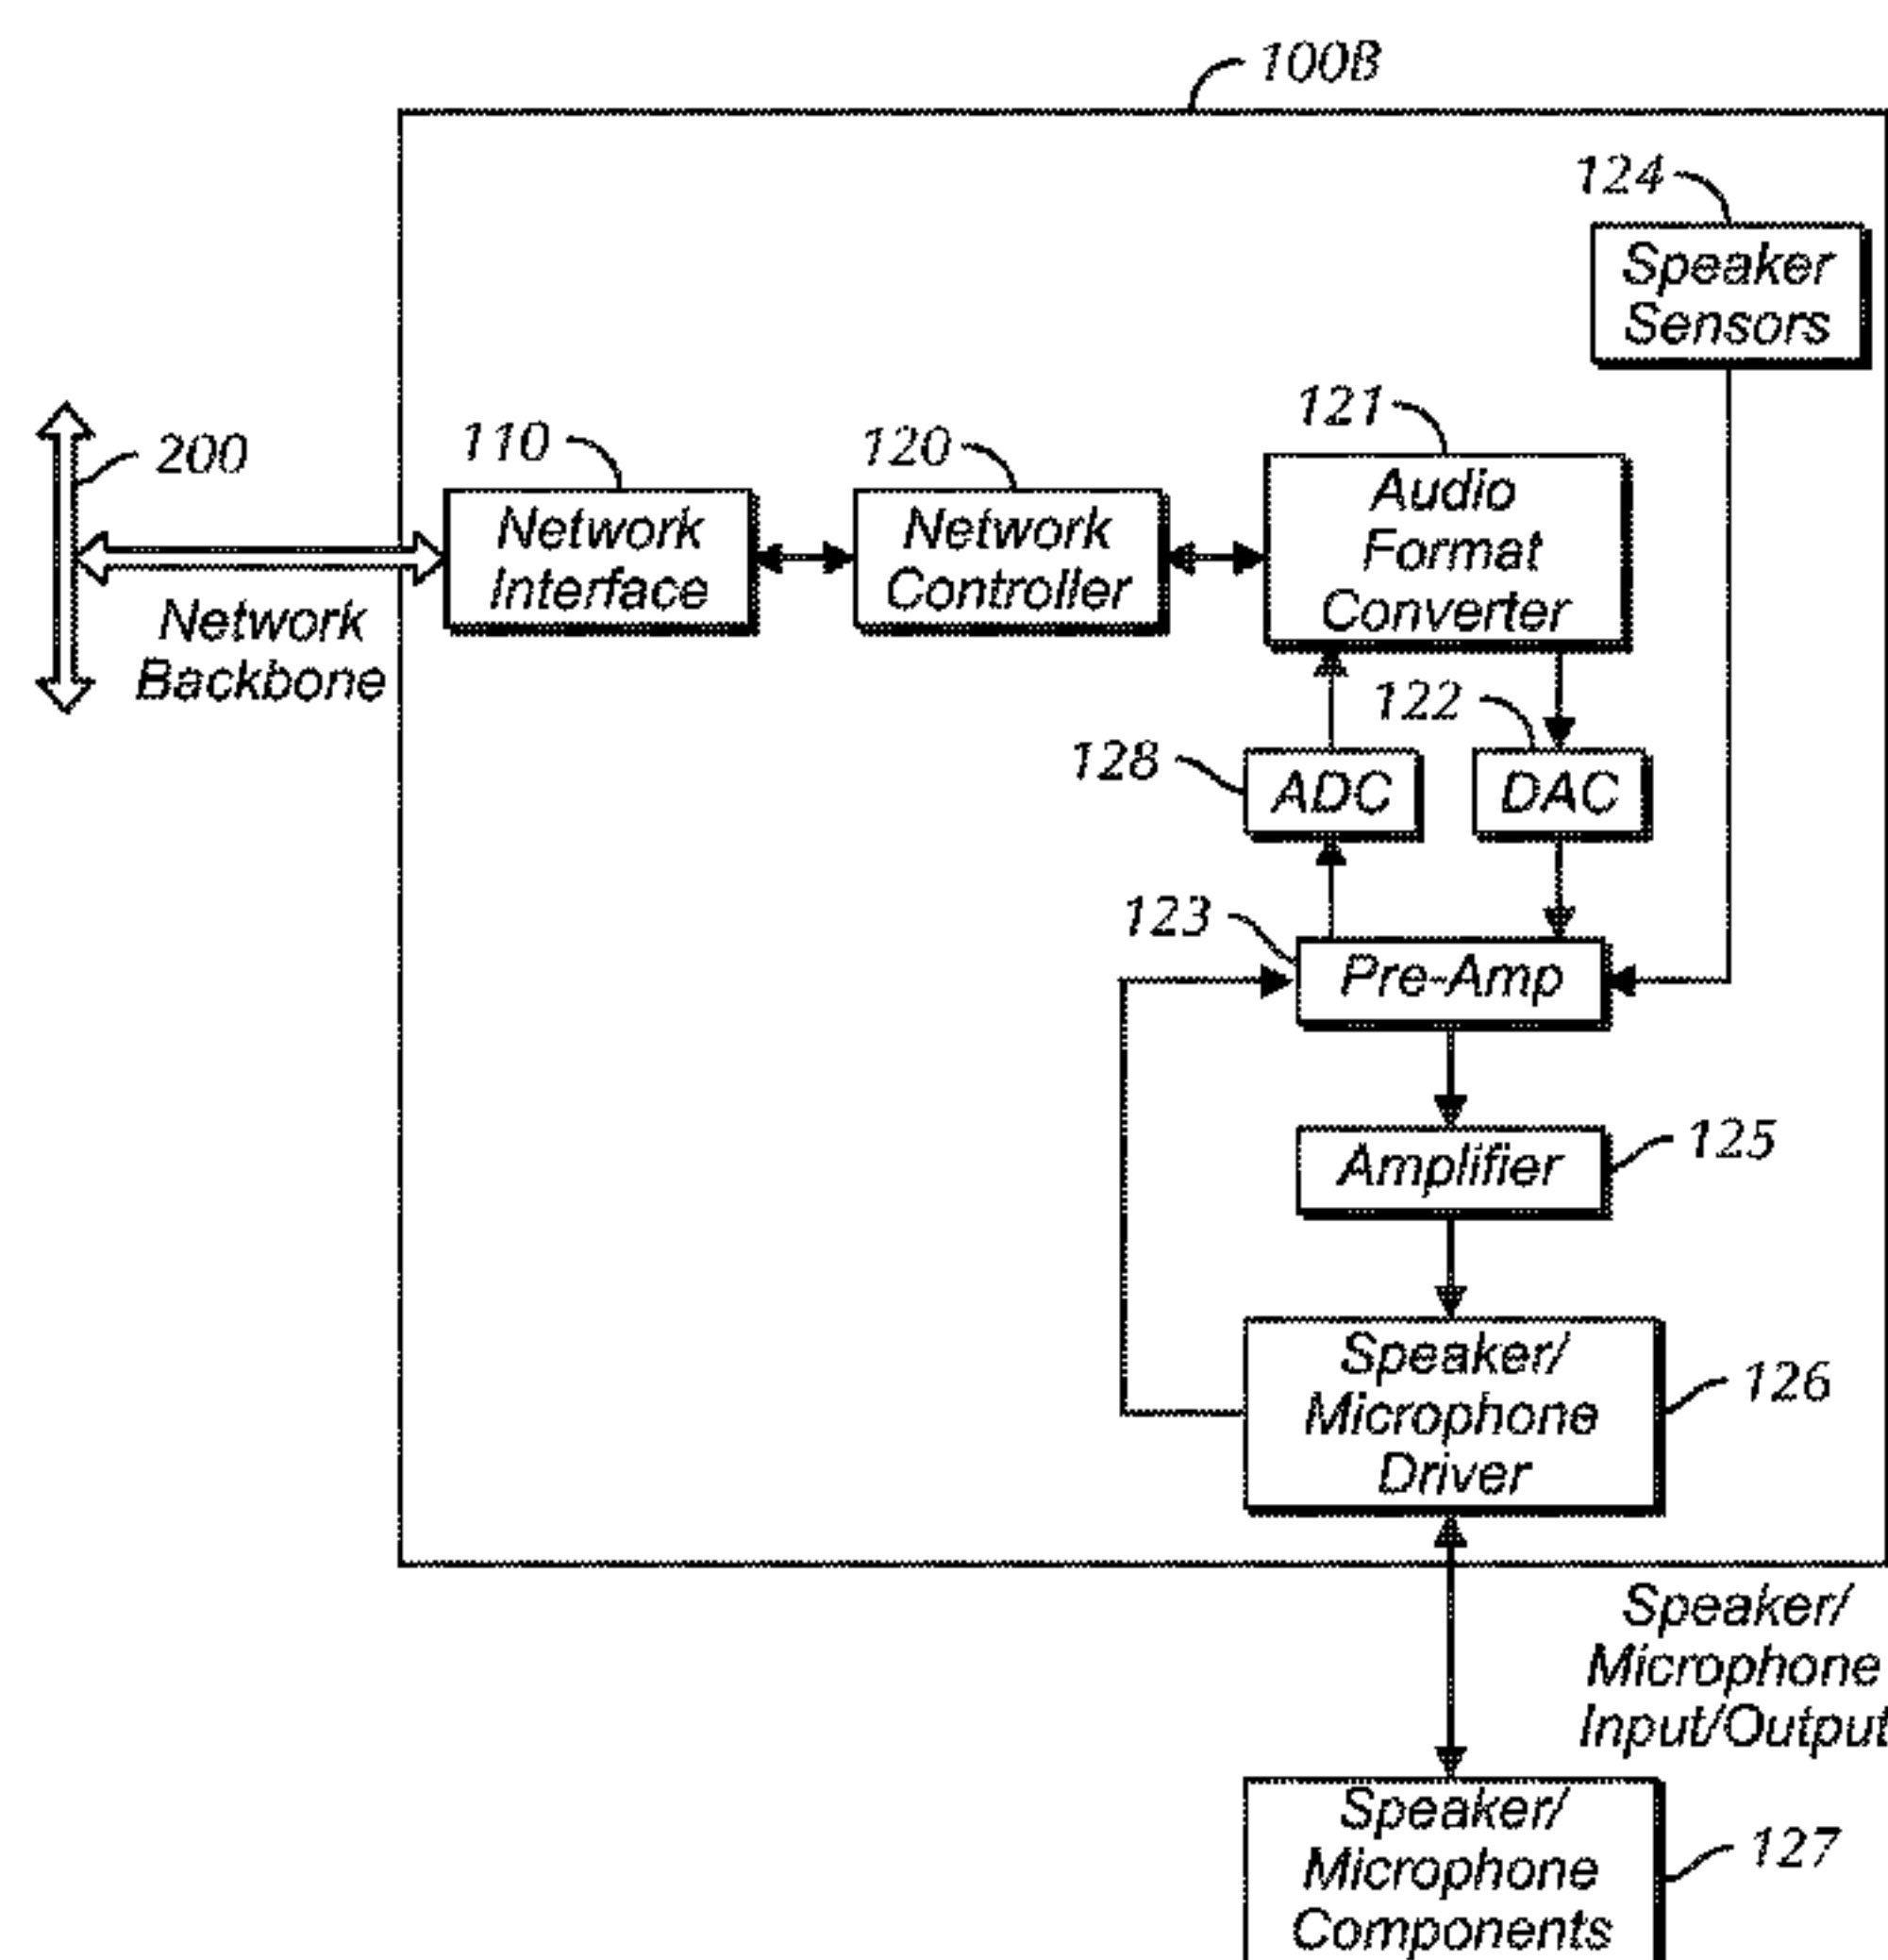 100B
124
Speaker
Sensors
200
110
120
121
Network
Interface
Network
Controller
Audio
Format
Converter
Network
Backbone
128
122
ADC
DAC
123
Pre-Amp
Amplifier
125
Speaker/
Microphone
Driver
126
Speaker/
Microphone
Input/Output
Speaker/
Microphone
Components
127